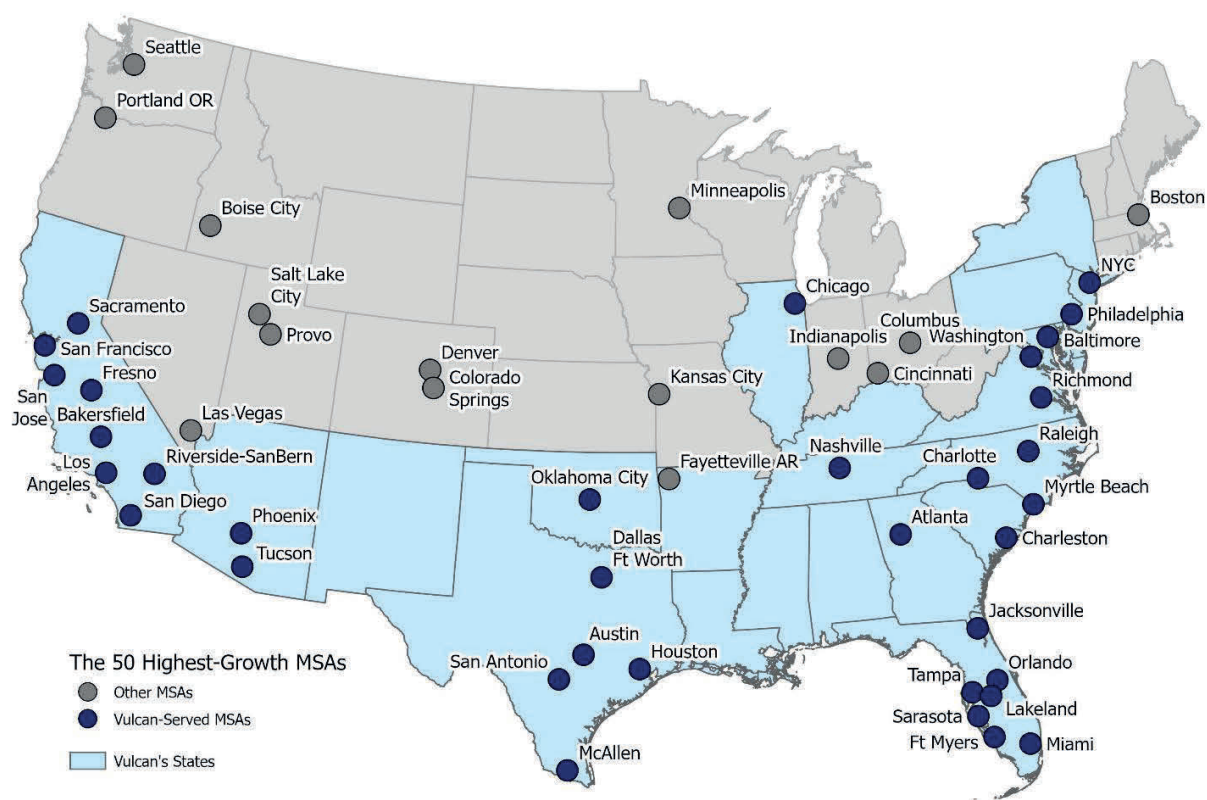 Seattle
Portland OR
Boise City
Minneapolis
Boston
Salt Lake
City
Provo
NYC
Chicago
Sacramento
San Francisco
Fresno
San
Jose
Bakersfield
Las Vegas
Los
Angeles
Riverside-SanBern
San Diego
Phoenix
Tucson
Denver
Colorado
Springs
Kansas City
Indianapolis
Columbus
Cincinnati
Washington
Philadelphia
Baltimore
Richmond
Nashville
Raleigh
Charlotte
Fayetteville AR
Oklahoma City
Myrtle Beach
Atlanta
Charleston
Dallas
Ft Worth
Jacksonville
Austin
Houston
San Antonio
Orlando
Tampa
Lakeland
Sarasota
Ft Myers
Miami
McAllen
The 50 Highest-Growth MSAs
Other MSAs
Vulcan-Served MSAs
Vulcan's States